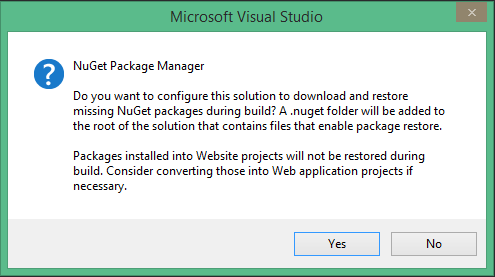 Microsoft Visual Studio
NuGet Package Manager
Do you want to configure this solution to download and restore
missing NuGet packages during build? A .nuget folder will be added to
the root of the solution that contains files that enable package restore.
Packages installed into Website projects will not be restored during
build. Consider converting those into Web application projects if
necessary.
Yes
No